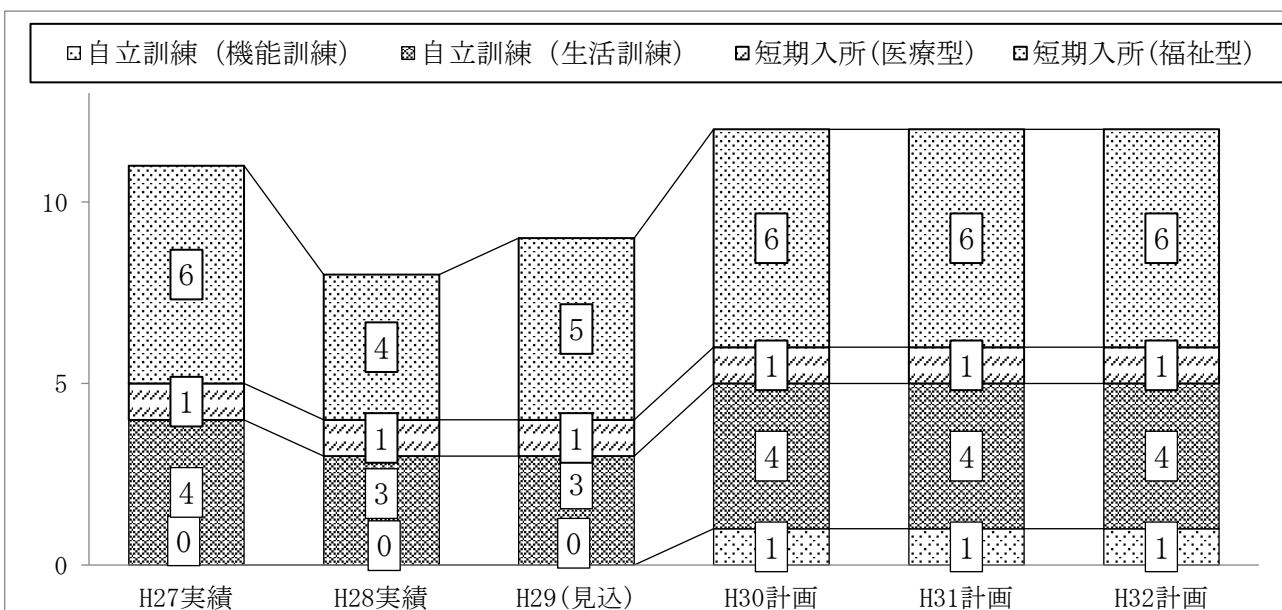 自立訓練（機能訓練） 自立訓練（生活訓練） 短期入所(医療型) 短期入所(福祉型)
10
5
0
6 4 5 6 6 6
1 1 1 1 1 1
4 3 3 4 4 4
0 0 0 1 1 1
H27実績 H28実績 H29(見込) H30計画 H31計画 H32計画